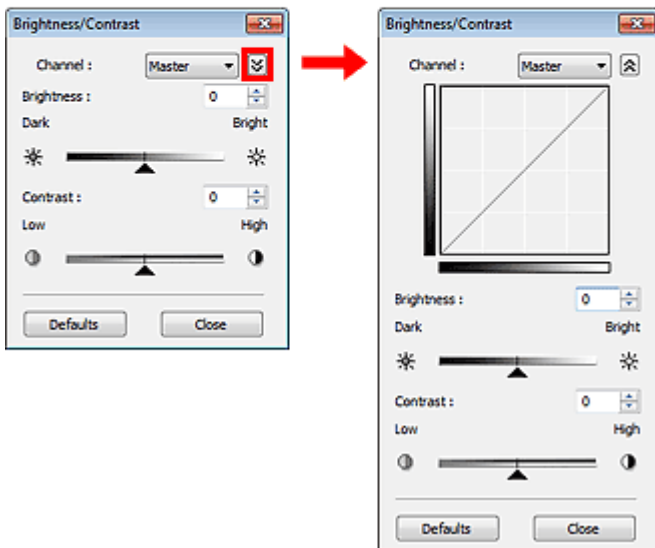 Brightness/Contrast
Channel : Master
Brightness : 0
Dark Bright
Contrast : 0
Low High
Defaults Close
Brightness/Contrast
Channel : Master
Brightness : 0
Dark Bright
Contrast : 0
Low High
Defaults Close